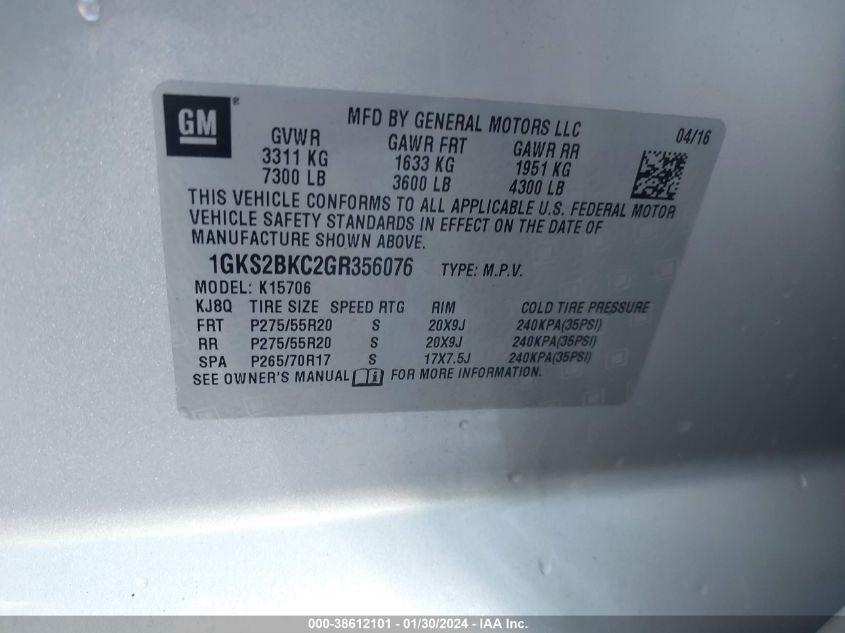 GM®
MFD BY GENERAL MOTORS LLC
04/16
GVWR GAWR FRT GAWR RR
3311 KG 1633 KG 1951 KG
7300 LB 3600 LB 4300 LB
THIS VEHICLE CONFORMS TO ALL APPLICABLE U.S. FEDERAL MOTOR
VEHICLE SAFETY STANDARDS IN EFFECT ON THE DATE OF
MANUFACTURE SHOWN ABOVE.
1GKS2BKC2GR356076 TYPE: M.P.V.
MODEL: K15706
KJ8Q TIRE SIZE SPEED RTG RIM COLD TIRE PRESSURE
FRT P275/55R20 S 20X9J 240KPA(35PSI)
RR P275/55R20 S 20X9J 240KPA(35PSI)
SPA P265/70R17 S 17X7.5J 240KPA(35PSI)
SEE OWNER'S MANUAL FOR MORE INFORMATION.
000-38612101 - 01/30/2024 - IAA Inc.